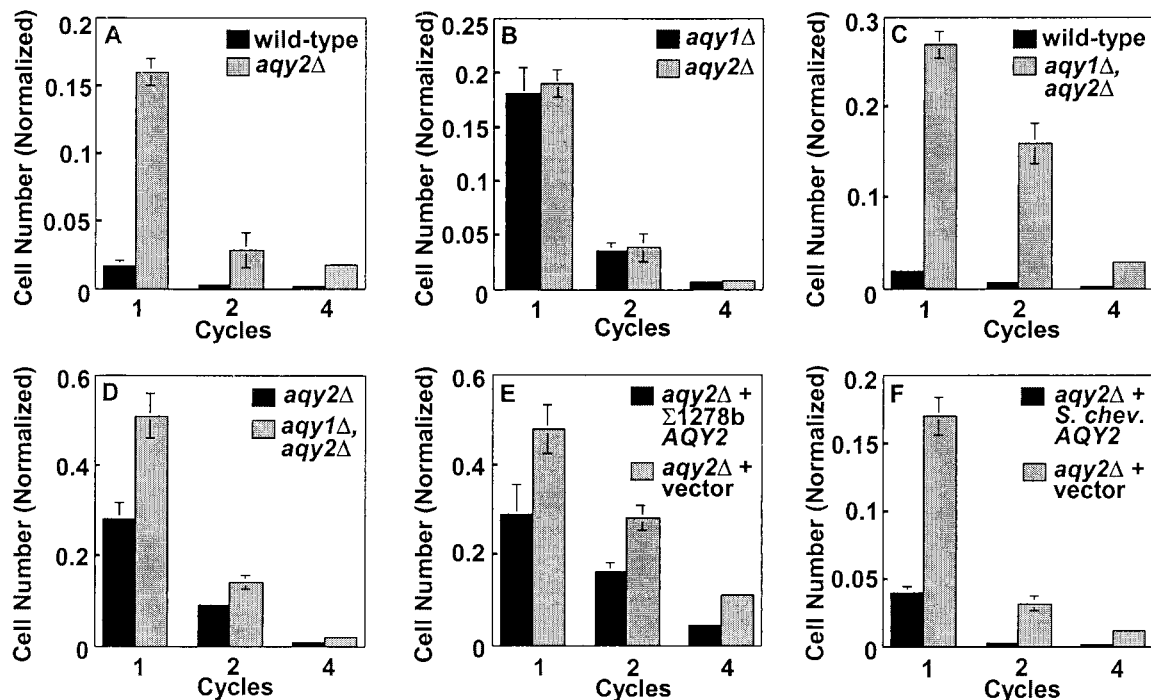 A
wild-type
aqy2Δ
Cell Number (Normalized)
0.2
0.15
0.1
0.05
0
1 2 4
Cycles
B
aqy1Δ
aqy2Δ
Cell Number (Normalized)
0.25
0.2
0.15
0.1
0.05
0
1 2 4
Cycles
C
wild-type
aqy1Δ,
aqy2Δ
Cell Number (Normalized)
0.3
0.2
0.1
0
1 2 4
Cycles
D
aqy2Δ
aqy1Δ,
aqy2Δ
Cell Number (Normalized)
0.6
0.4
0.2
0
1 2 4
Cycles
E
aqy2Δ +
Σ1278b
AQY2
aqy2Δ +
vector
Cell Number (Normalized)
0.6
0.4
0.2
0
1 2 4
Cycles
F
aqy2Δ +
S. chev.
AQY2
aqy2Δ +
vector
Cell Number (Normalized)
0.2
0.15
0.1
0.05
0
1 2 4
Cycles